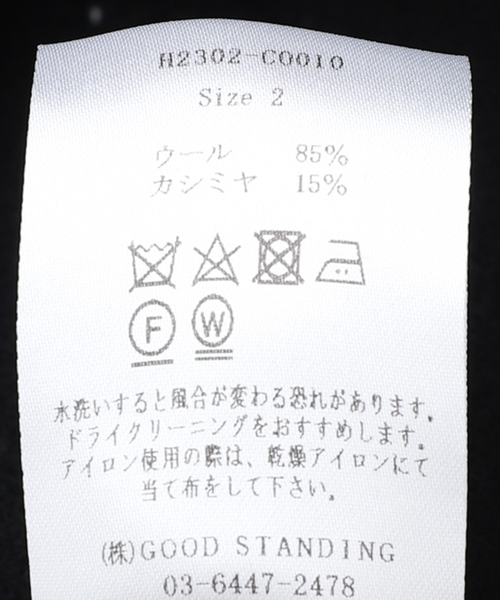 H2302-C0010
Size 2
ウール 85%
カシミヤ 15%
F W
水洗いすると風合が変わる恐れがあります。
ドライクリーニングをおすすめします。
アイロン使用の際は、乾燥アイロンにて
当て布をして下さい。
(株)GOOD STANDING
03-6447-2478